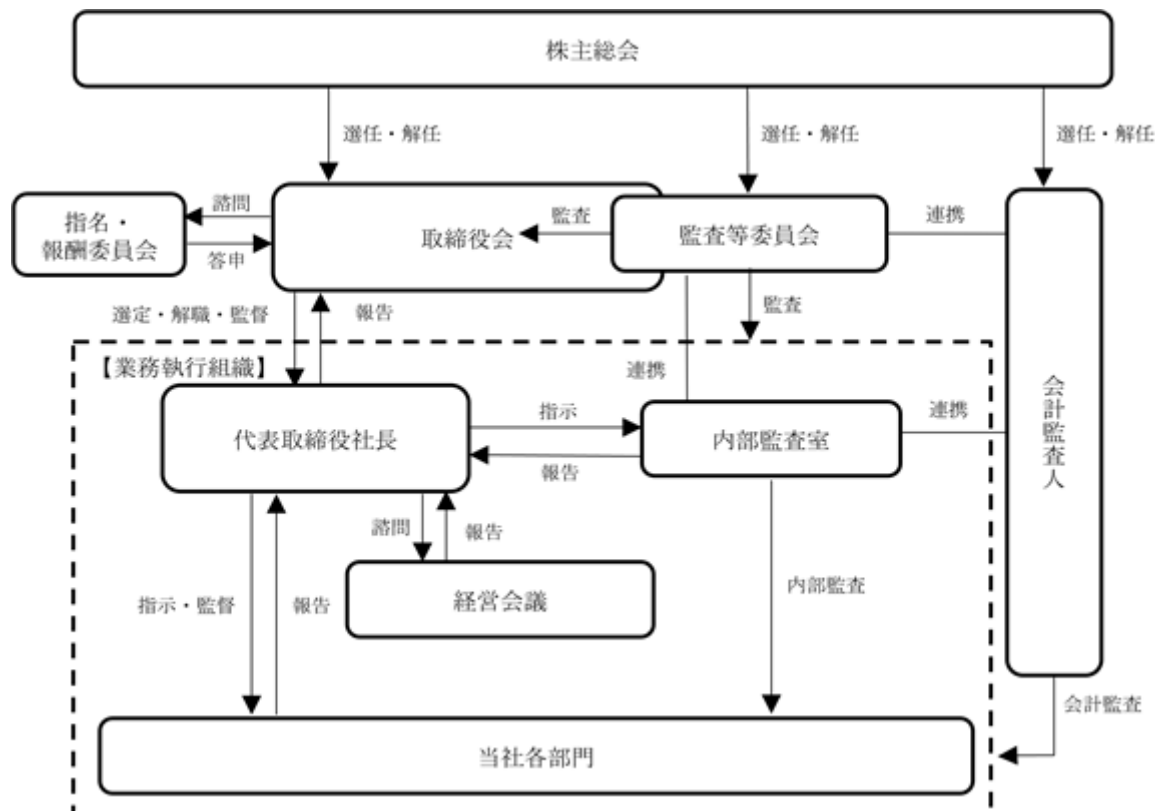 株主総会
選任・解任
選任・解任
選任・解任
指名・
報酬委員会
諮問
答申
取締役会
監査
監査等委員会
連携
選定・解職・監督
報告
監査
【業務執行組織】
連携
代表取締役社長
指示
報告
内部監査室
連携
会計監査人
諮問
報告
経営会議
指示・監督
報告
内部監査
会計監査
当社各部門